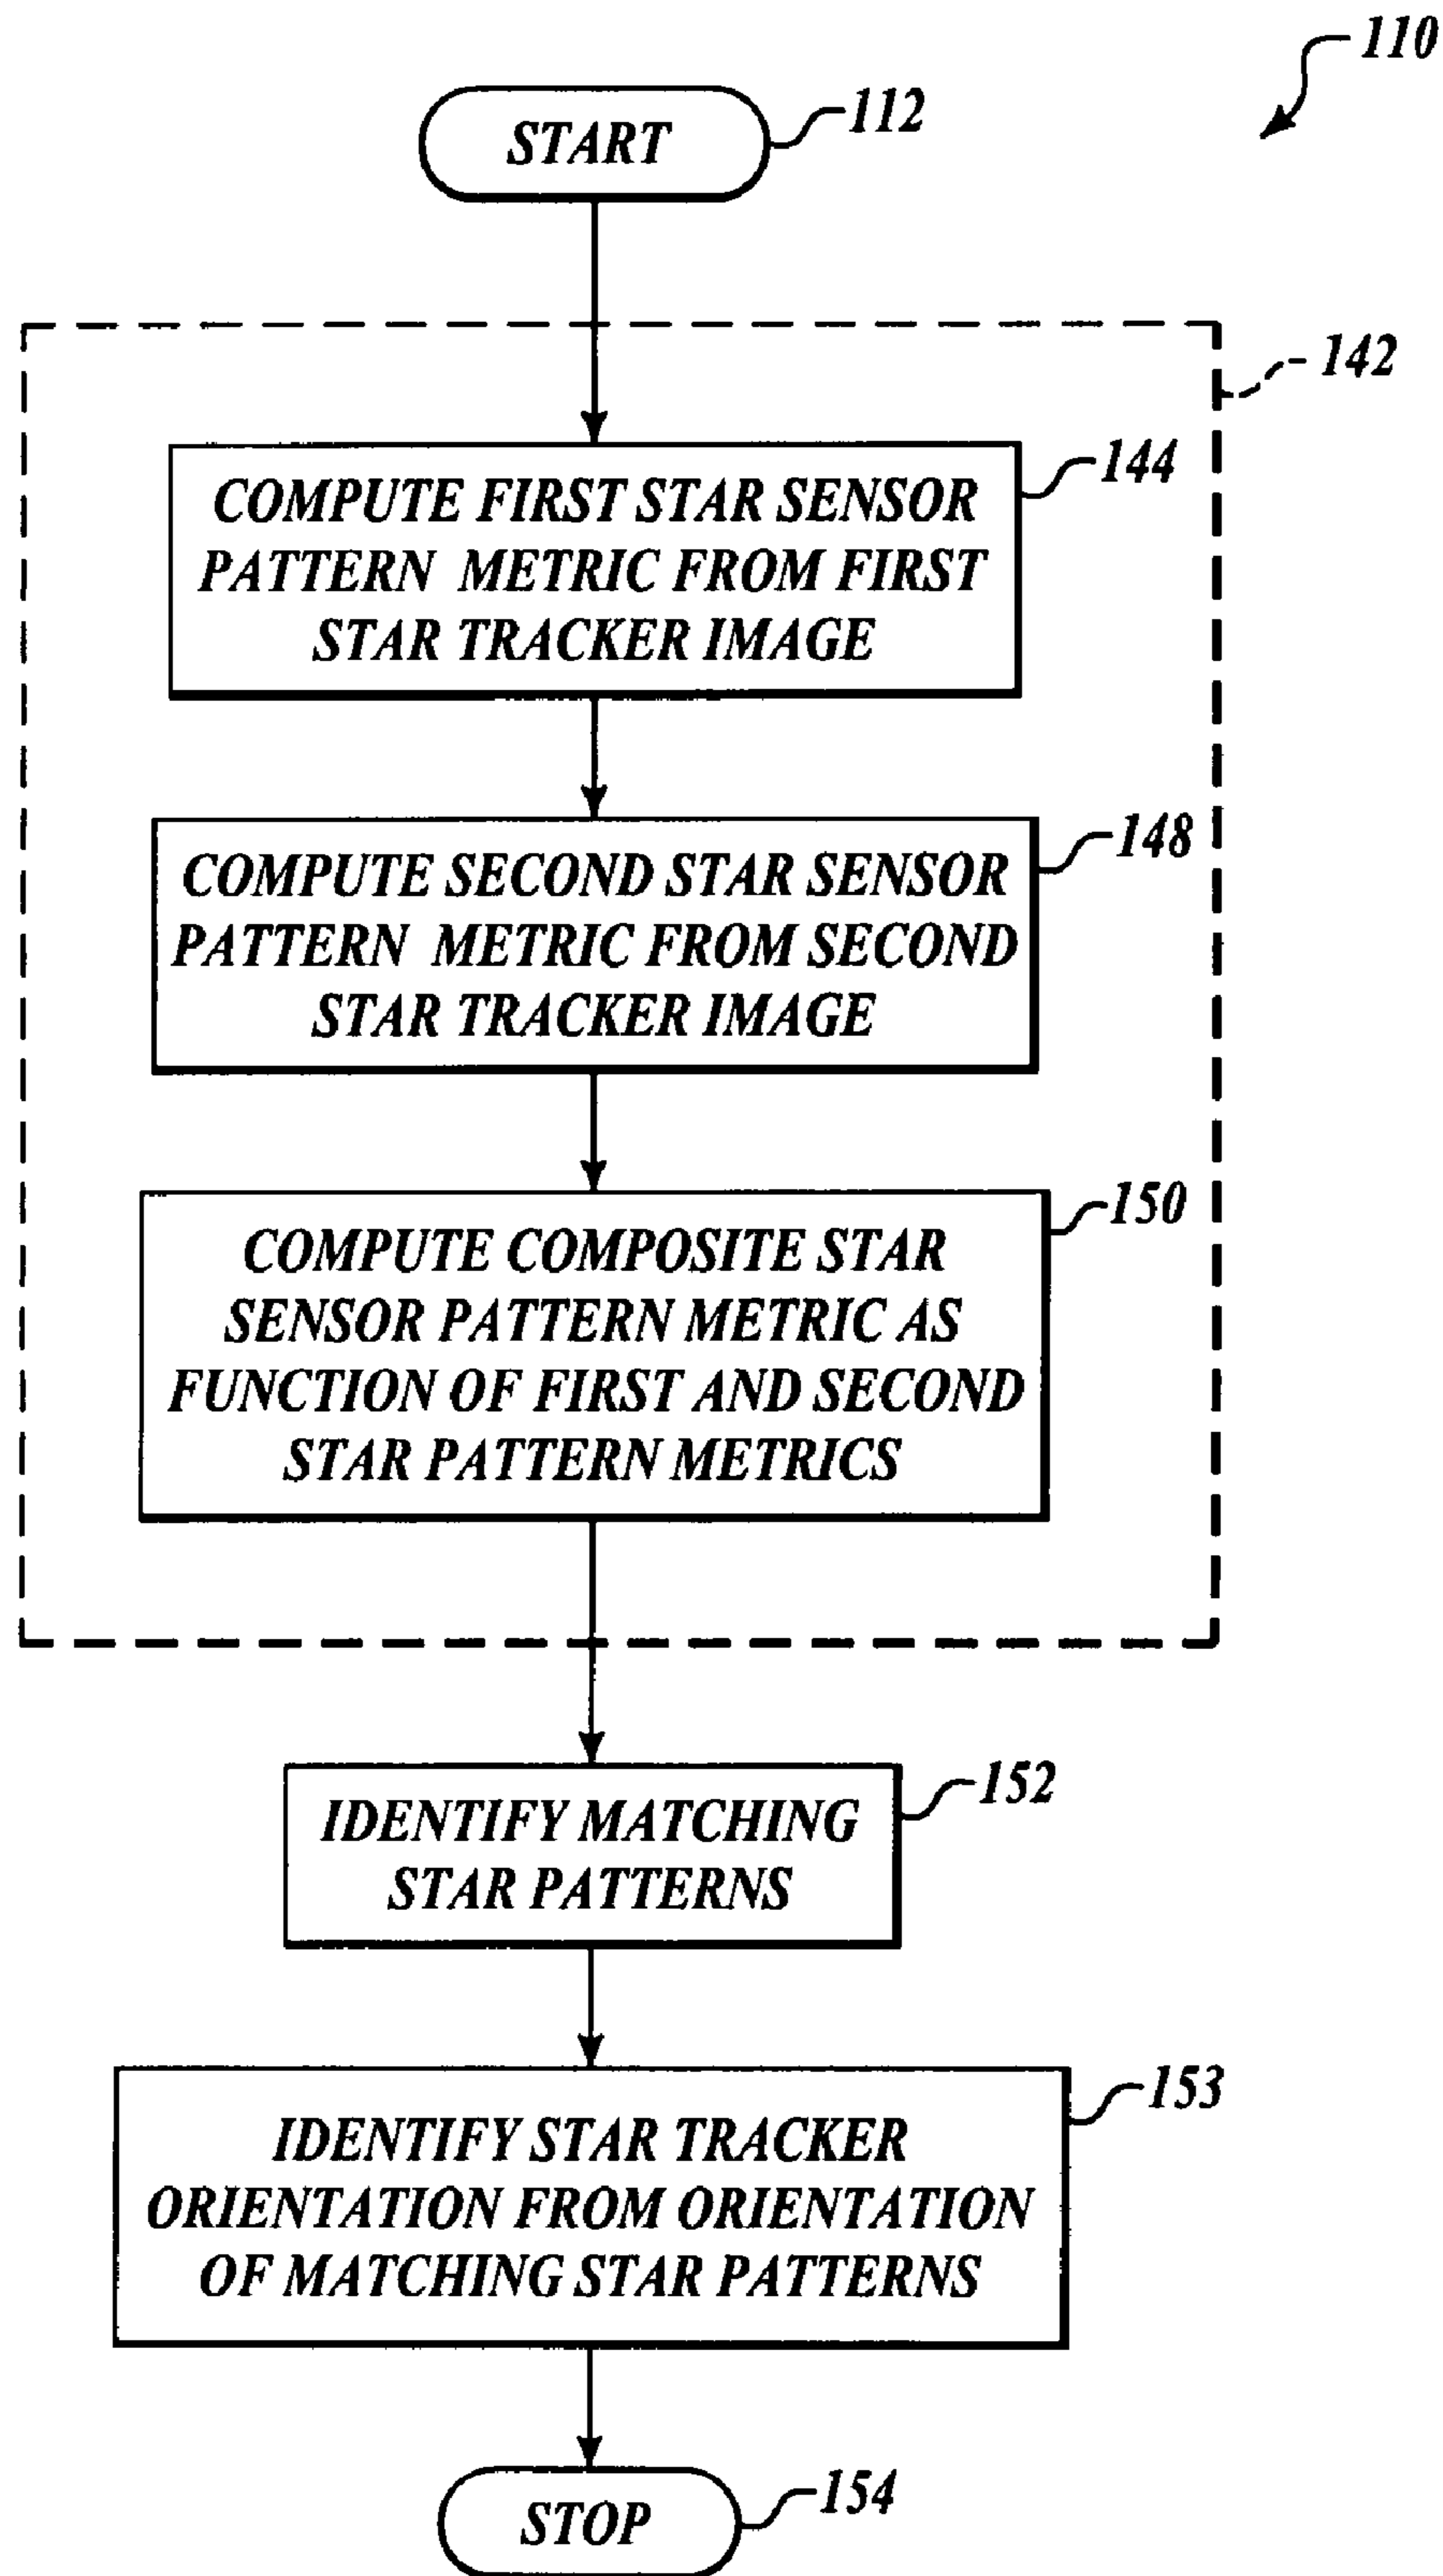 110
START
112
142
COMPUTE FIRST STAR SENSOR
PATTERN METRIC FROM FIRST
STAR TRACKER IMAGE
144
COMPUTE SECOND STAR SENSOR
PATTERN METRIC FROM SECOND
STAR TRACKER IMAGE
148
COMPUTE COMPOSITE STAR
SENSOR PATTERN METRIC AS
FUNCTION OF FIRST AND SECOND
STAR PATTERN METRICS
150
IDENTIFY MATCHING
STAR PATTERNS
152
IDENTIFY STAR TRACKER
ORIENTATION FROM ORIENTATION
OF MATCHING STAR PATTERNS
153
STOP
154